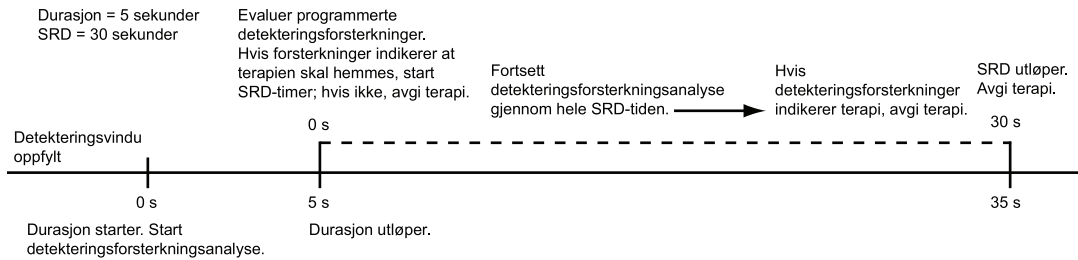 Durasjon = 5 sekunder
SRD = 30 sekunder
Evaluer programmerte
detekteringsforsterkninger.
Hvis forsterkninger indikerer at
terapien skal hemmes, start
SRD-timer; hvis ikke, avgi terapi.
Fortsett
detekteringsforsterkningsanalyse
gjennom hele SRD-tiden.
Hvis
detekteringsforsterkninger
indikerer terapi, avgi terapi.
SRD utløper.
Avgi terapi.
0 s
30 s
Detekteringsvindu
oppfylt
0 s
5 s
35 s
Durasjon starter. Start
detekteringsforsterkningsanalyse.
Durasjon utløper.